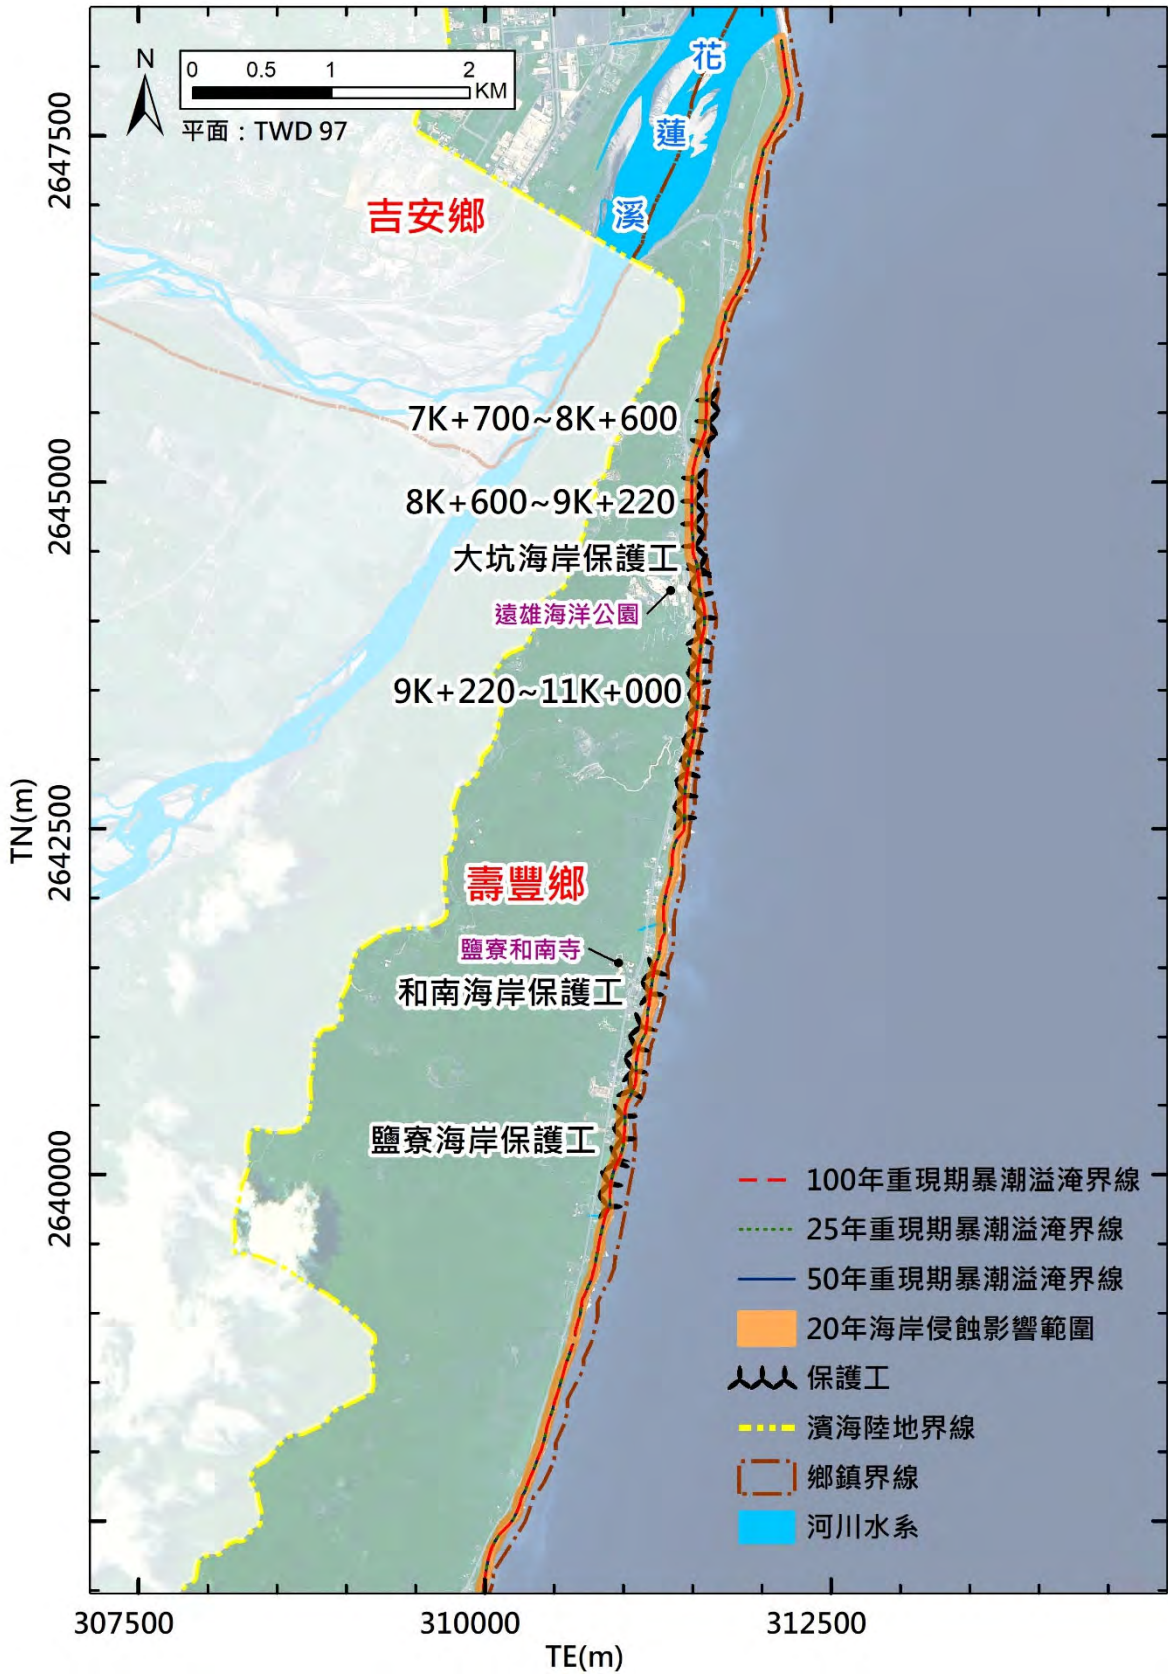 N
0 0.5 1 2
KM
平面：TWD 97
花
蓮
溪
吉安鄉
7K+700~8K+600
8K+600~9K+220
大坑海岸保護工
遠雄海洋公園
9K+220~11K+000
壽豐鄉
鹽寮和南寺
和南海岸保護工
鹽寮海岸保護工
100年重現期暴潮溢淹界線
25年重現期暴潮溢淹界線
50年重現期暴潮溢淹界線
20年海岸侵蝕影響範圍
保護工
濱海陸地界線
鄉鎮界線
河川水系
2647500
2645000
2642500
2640000
TN(m)
307500 310000 312500
TE(m)